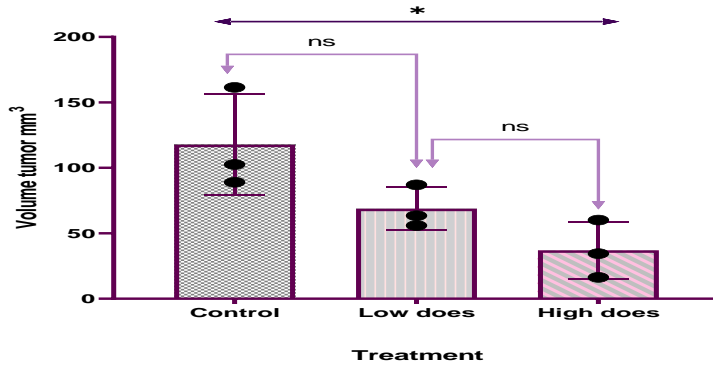 *
ns
ns
Volume tumor mm³
200
150
100
50
0
Control Low does High does
Treatment